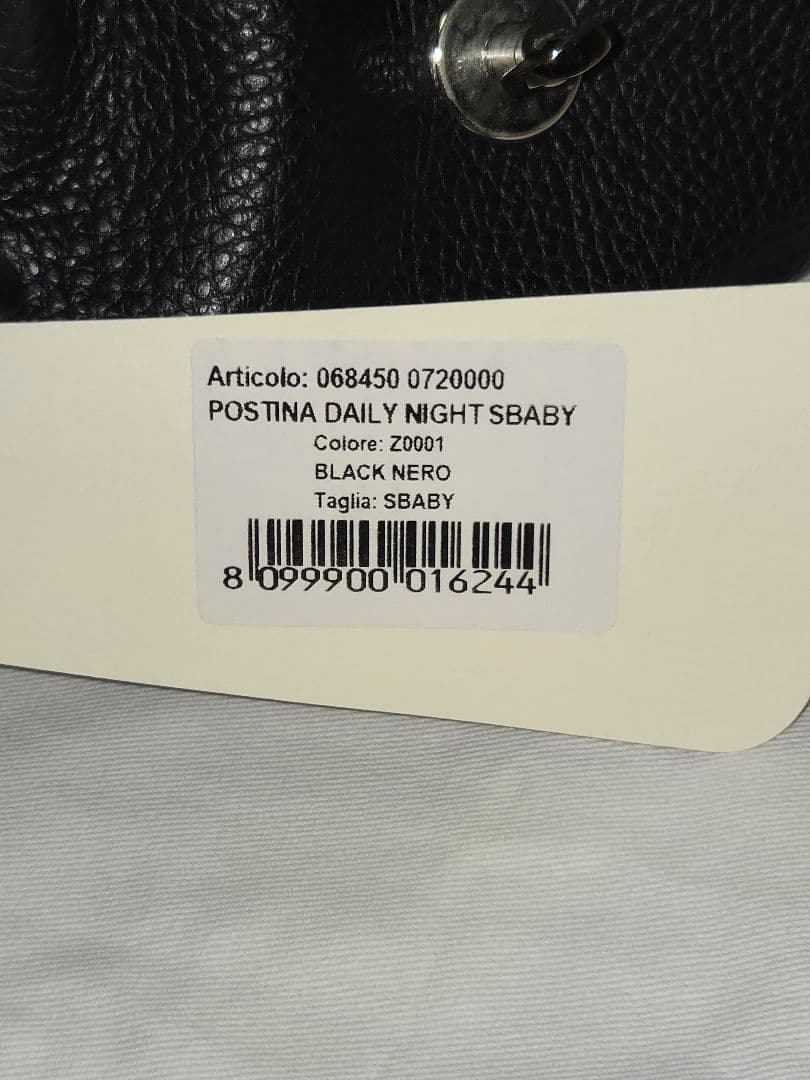 Articolo: 068450 0720000
POSTINA DAILY NIGHT SBABY
Colore: Z0001
BLACK NERO
Taglia: SBABY
8 099900 016244